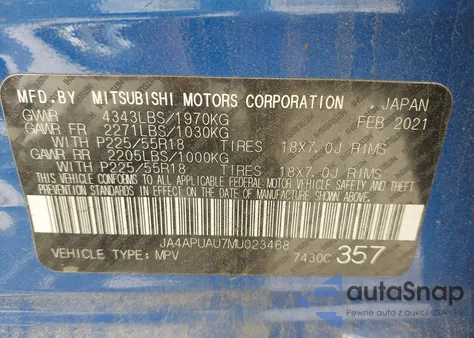 MFD.BY MITSUBISHI MOTORS CORPORATION , JAPAN
GVWR 4343LBS/1970KG FEB 2021
GAWR FR 2271LBS/1030KG
WITH P225/55R18 TIRES 18X7.0J RIMS
GAWR RR 2205LBS/1000KG
WITH P225/55R18 TIRES 18X7.0J RIMS
THIS VEHICLE CONFORMS TO ALL APPLICABLE FEDERAL
MOTOR VEHICLE SAFETY AND THEFT PREVENTION
STANDARDS IN EFFECT ON THE DATE OF MANUFACTURE SHOWN ABOVE.
JA4APUAU7MU023468
VEHICLE TYPE: MPV 7430C 357
autoSnap